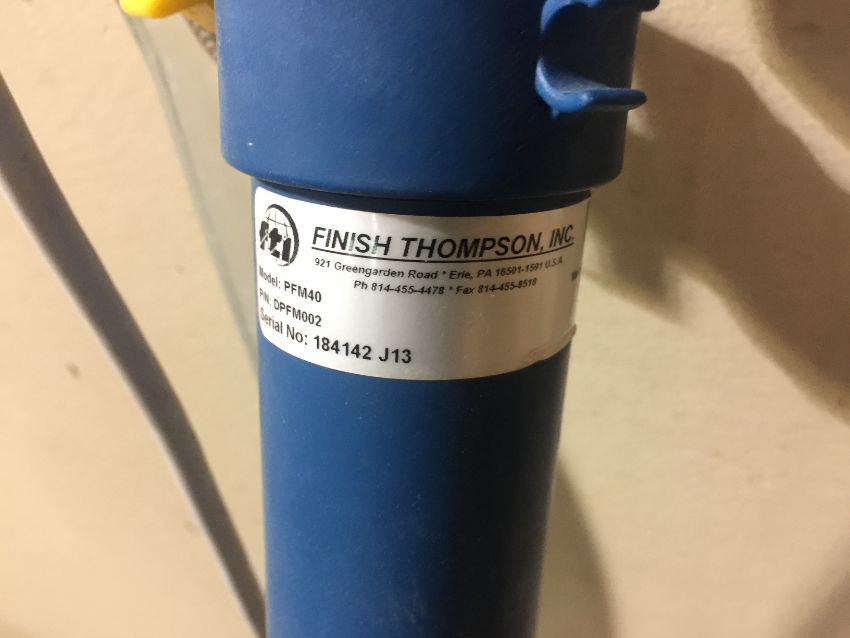 fti
FINISH THOMPSON, INC.
921 Greengarden Road * Erie, PA 16501-1591 U.S.A
Ph 814-455-4478 * Fax 814-455-8518
Model: PFM40
P/N: DPFM002
Serial No: 184142 J13